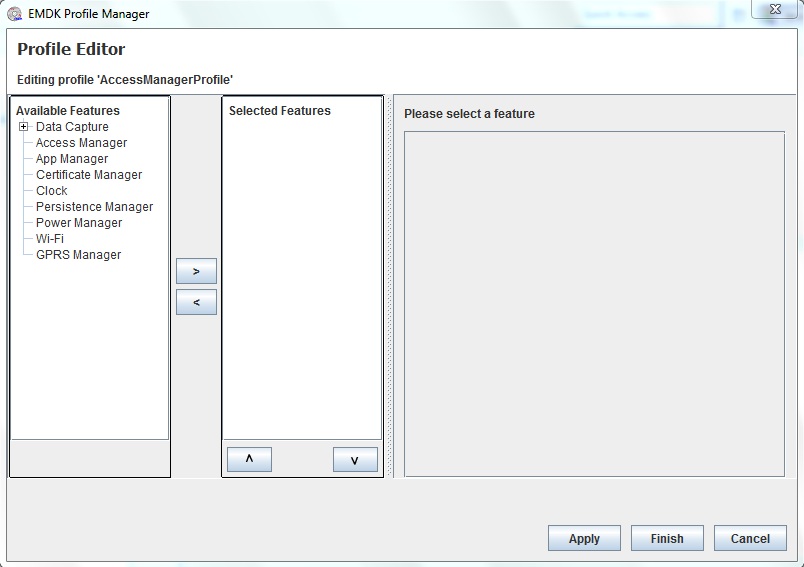 EMDK Profile Manager
Profile Editor
Editing profile 'AccessManagerProfile'
Available Features
Data Capture
Access Manager
App Manager
Certificate Manager
Clock
Persistence Manager
Power Manager
Wi-Fi
GPRS Manager
>
<
Selected Features
^
v
Please select a feature
Apply
Finish
Cancel